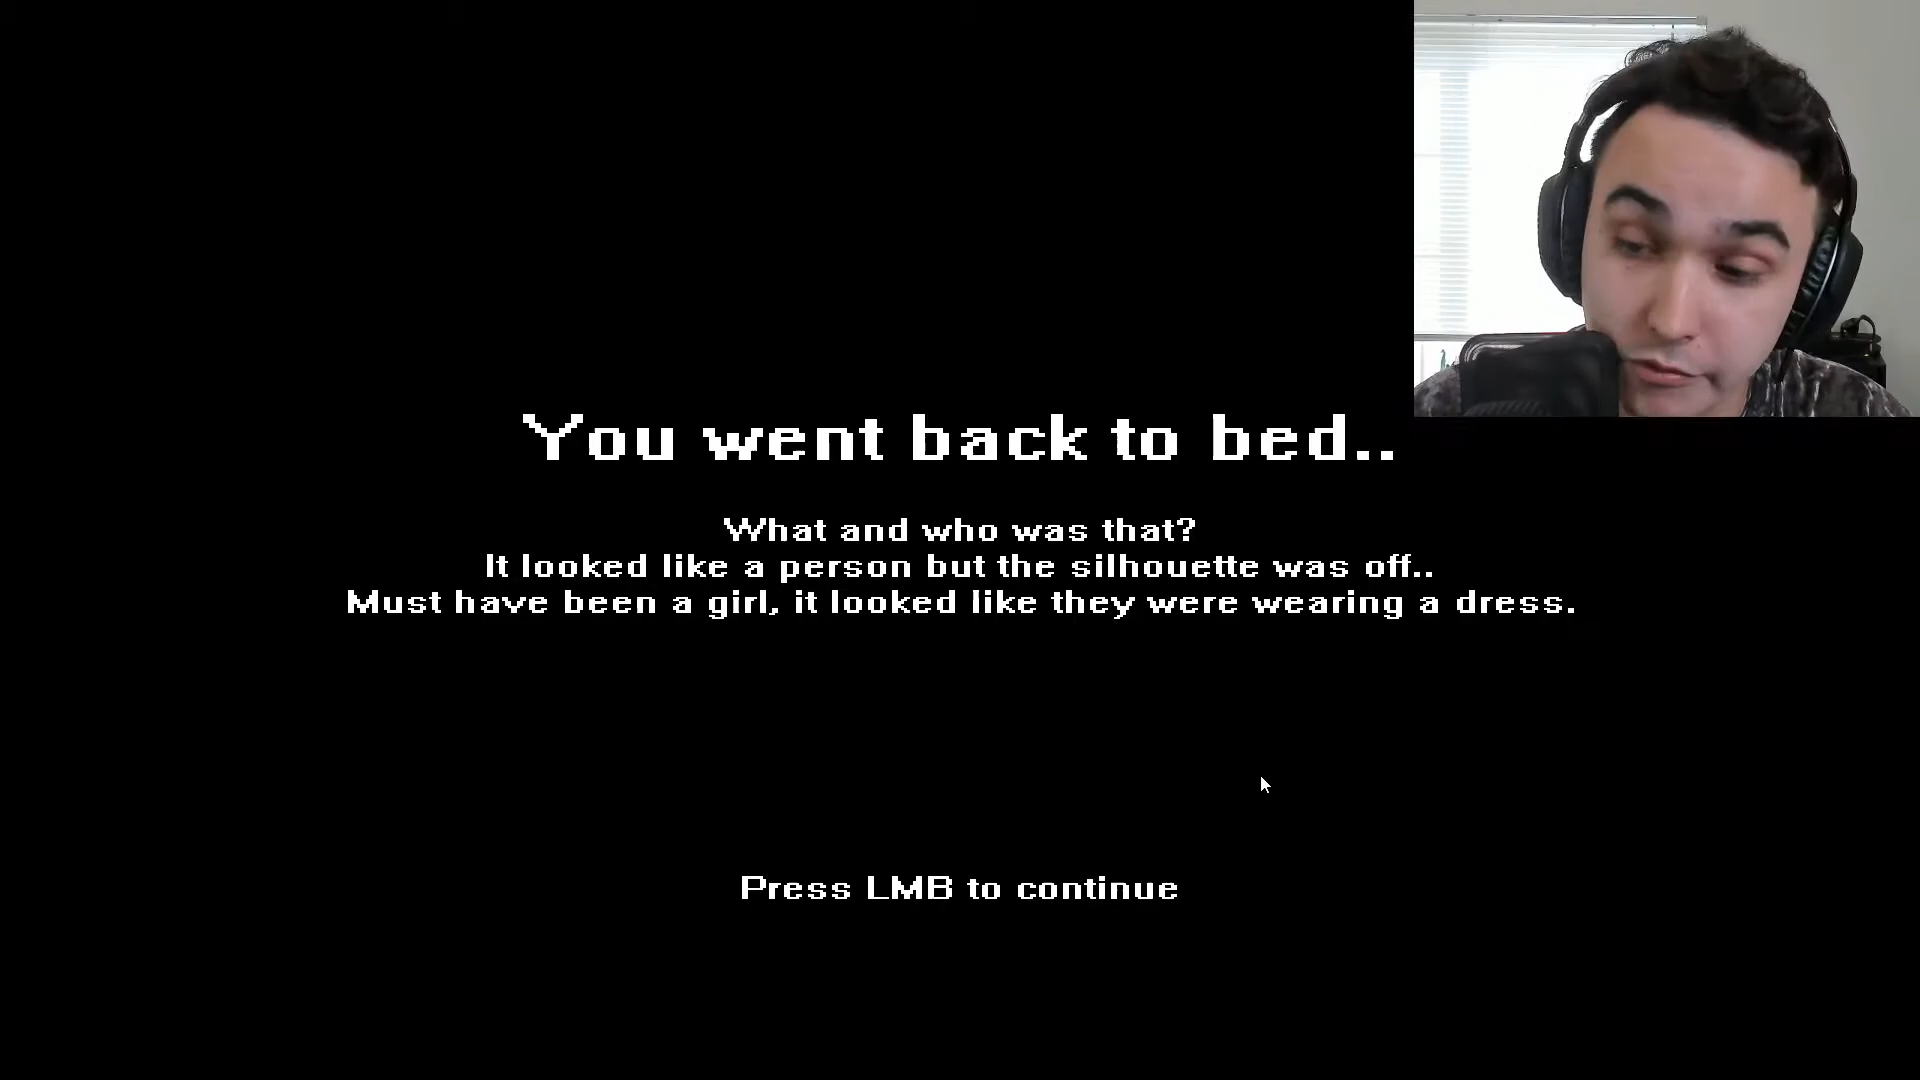 You went back to bed..
What and who was that?
It looked like a person but the silhouette was off..
Must have been a girl, it looked like they were wearing a dress.
Press LMB to continue